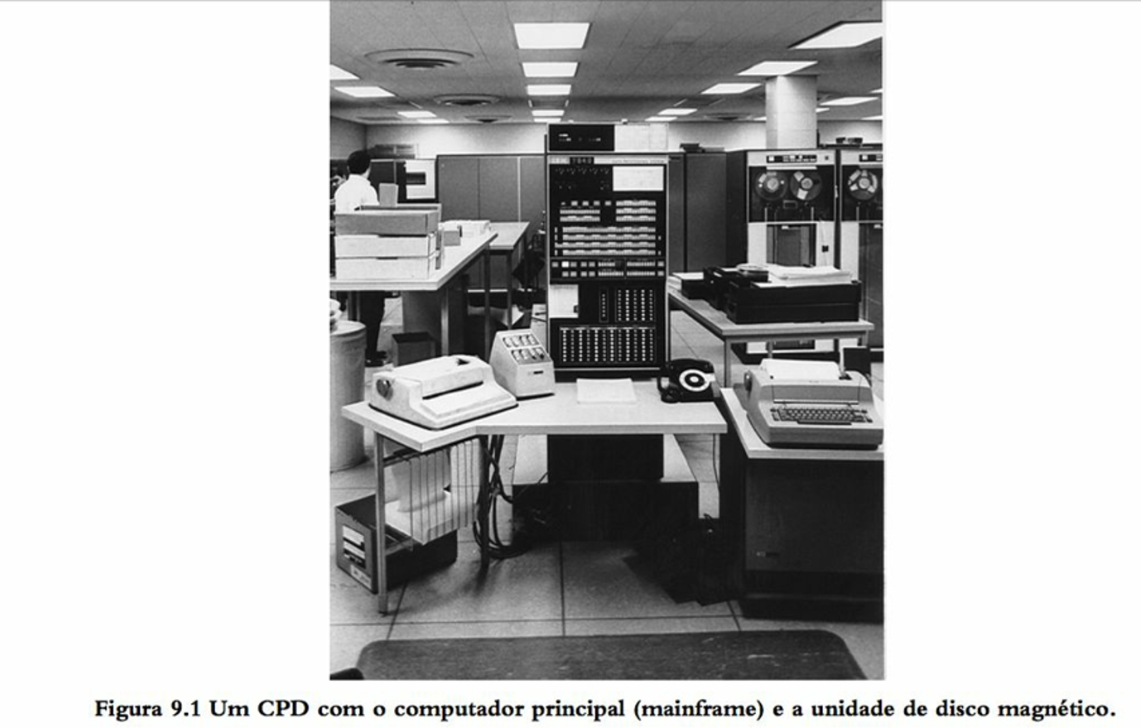 Figura 9.1 Um CPD com o computador principal (mainframe) e a unidade de disco magnético.